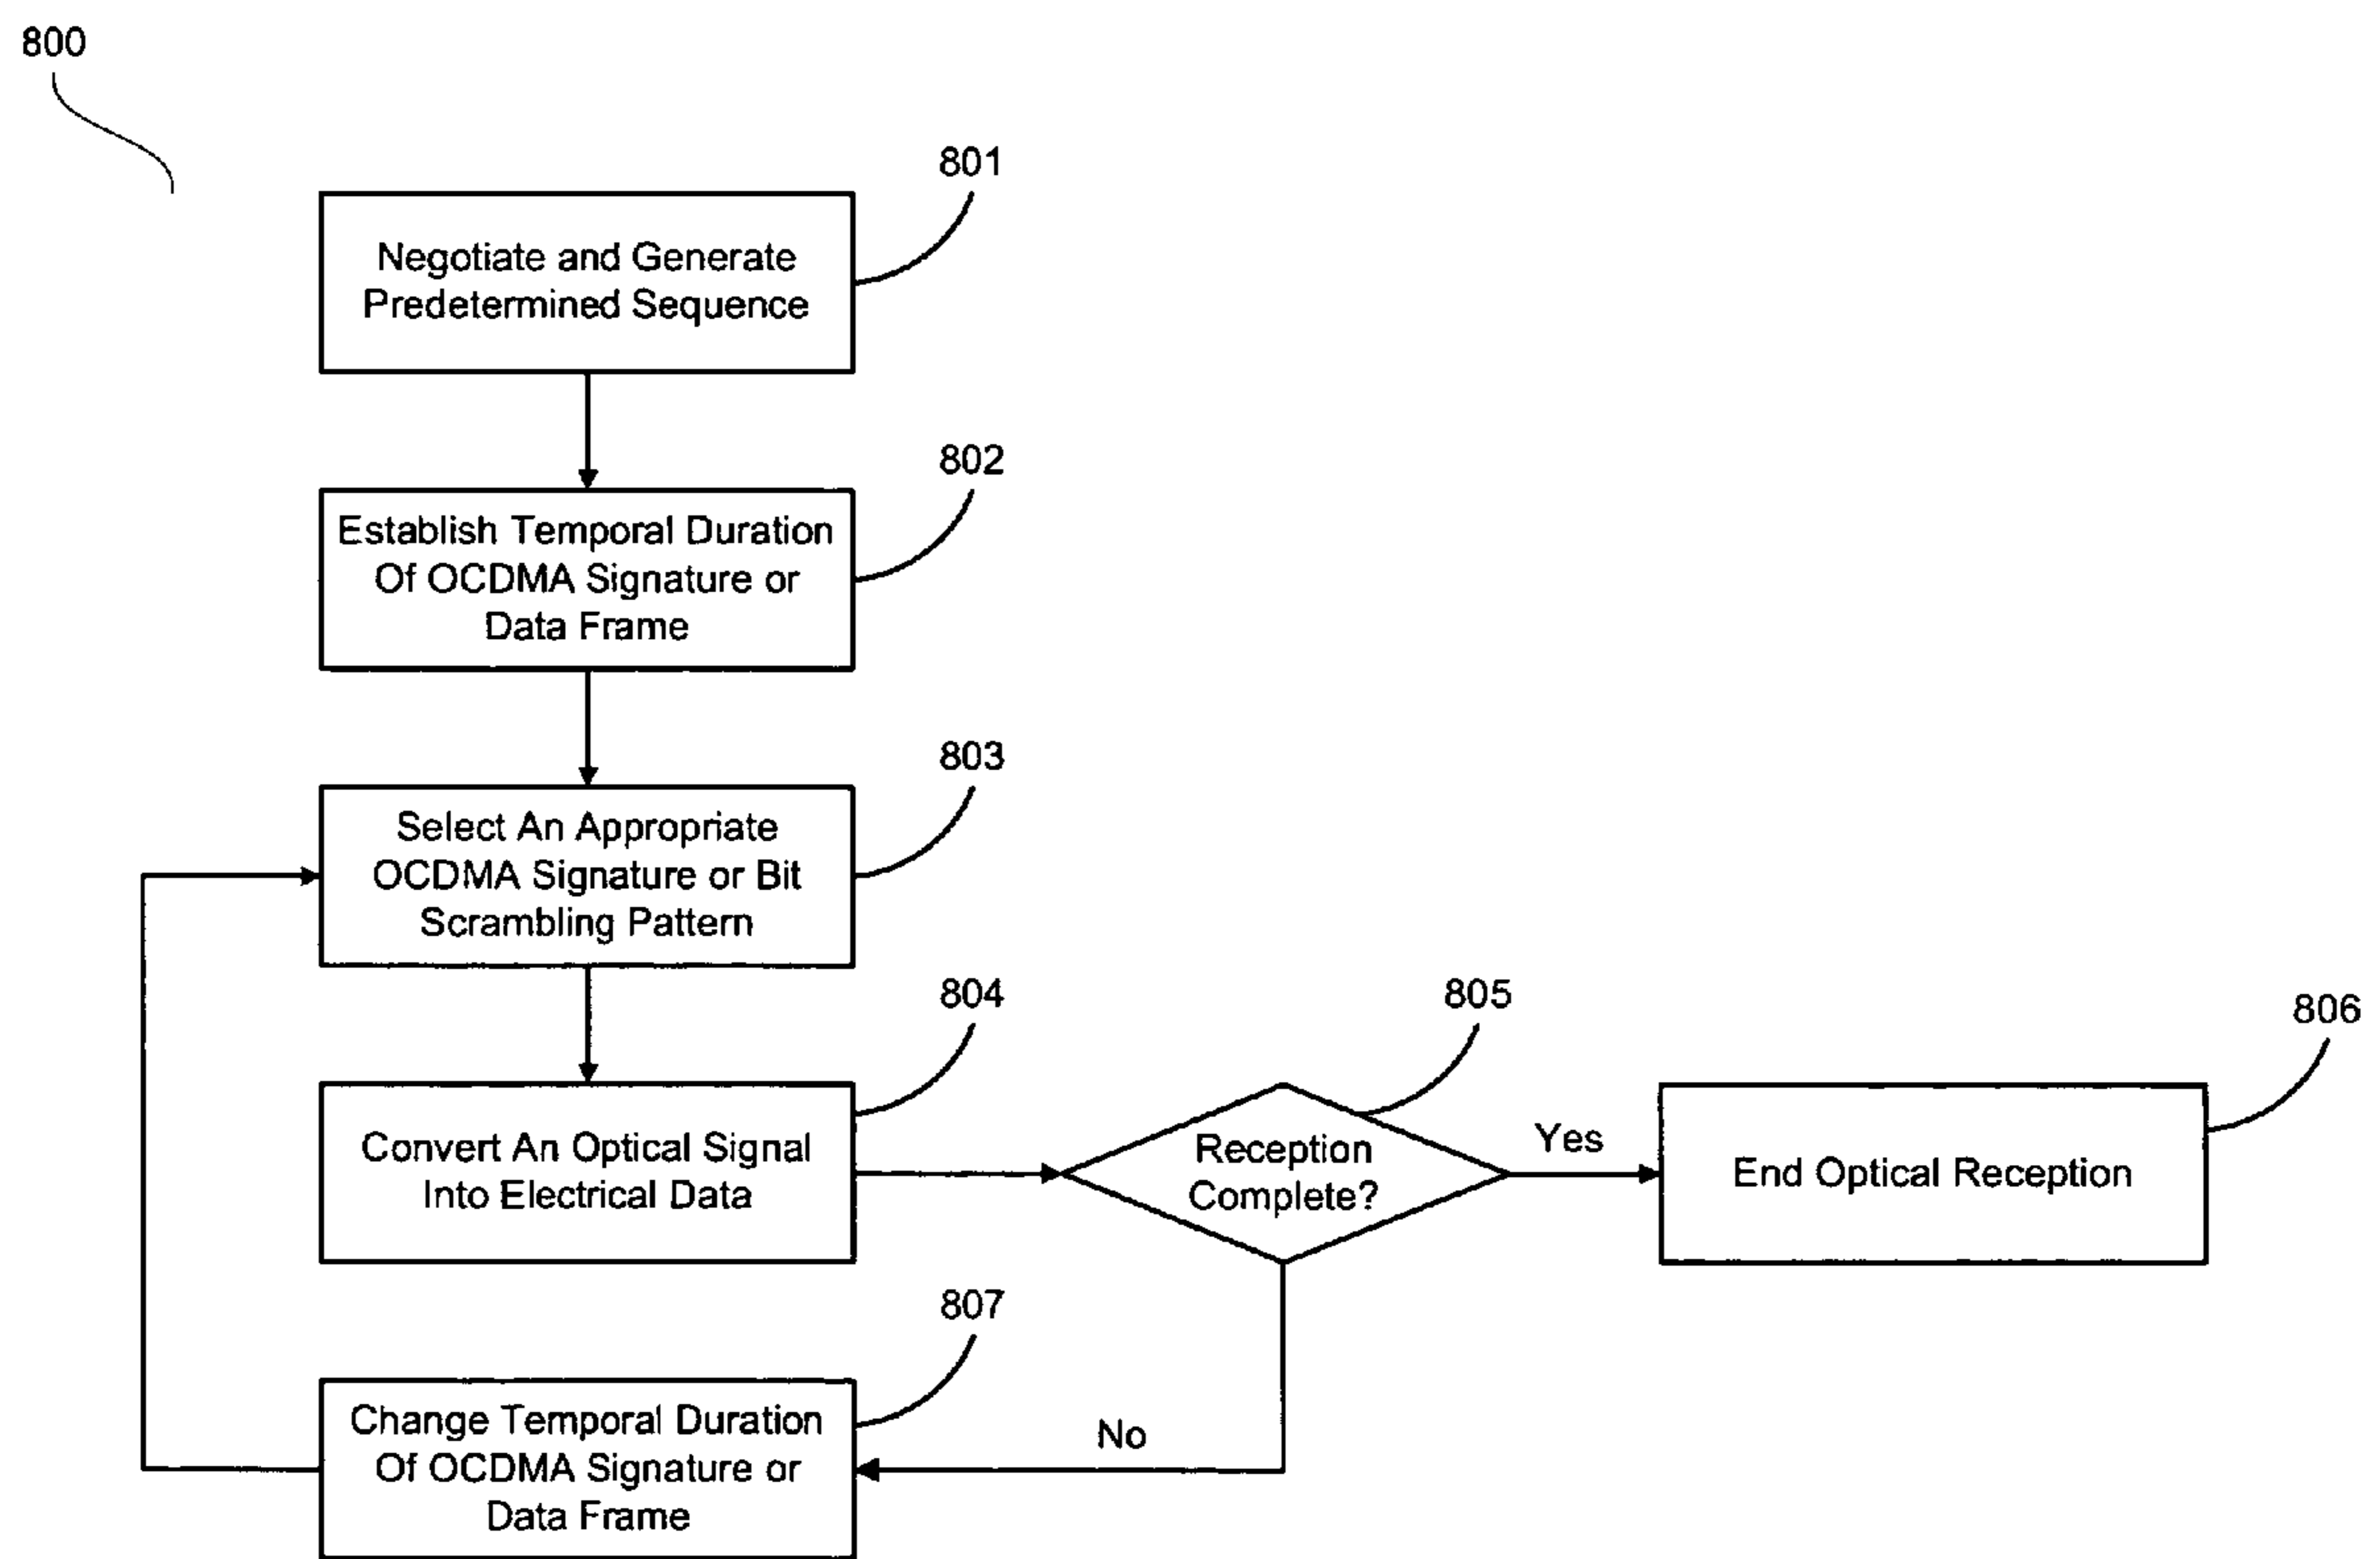 800
801
Negotiate and Generate
Predetermined Sequence
802
Establish Temporal Duration
Of OCDMA Signature or
Data Frame
803
Select An Appropriate
OCDMA Signature or Bit
Scrambling Pattern
804
Convert An Optical Signal
Into Electrical Data
805
Reception
Complete?
Yes
806
End Optical Reception
No
807
Change Temporal Duration
Of OCDMA Signature or
Data Frame